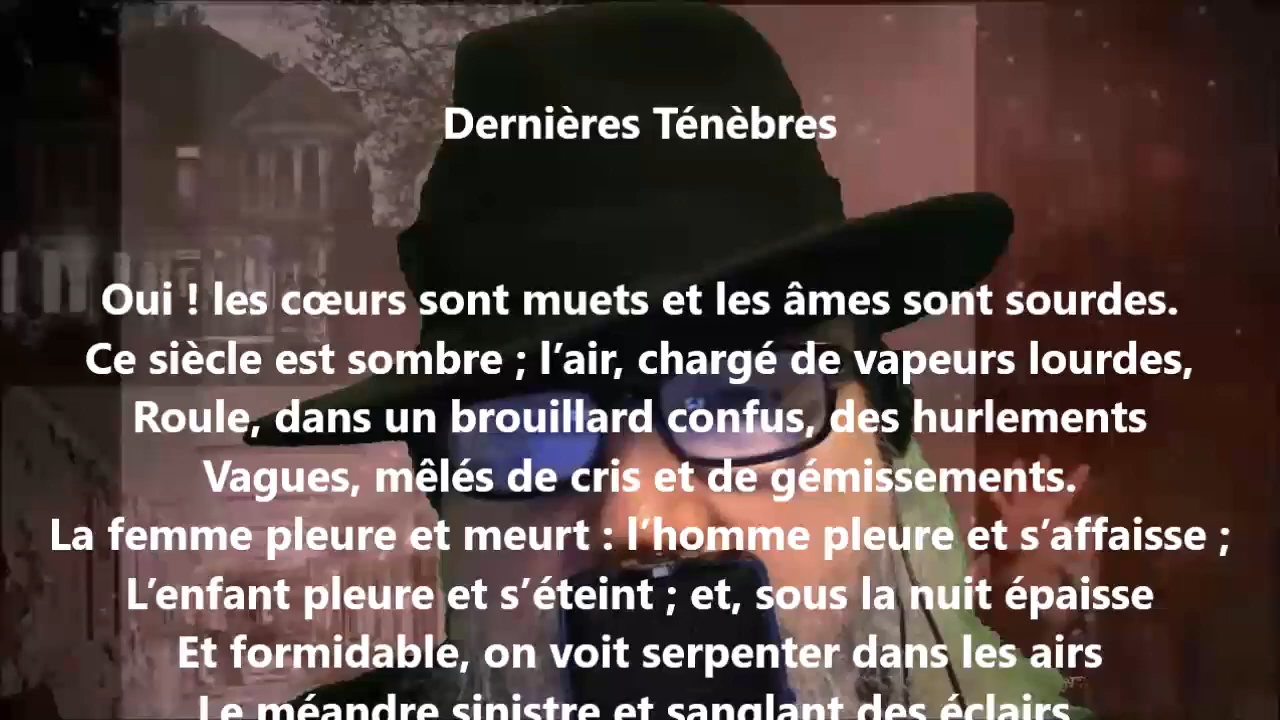 Dernières Ténèbres
Oui ! les cœurs sont muets et les âmes sont sourdes.
Ce siècle est sombre ; l’air, chargé de vapeurs lourdes,
Roule, dans un brouillard confus, des hurlements
Vagues, mêlés de cris et de gémissements.
La femme pleure et meurt : l’homme pleure et s’affaisse ;
L’enfant pleure et s’éteint ; et, sous la nuit épaisse
Et formidable, on voit serpenter dans les airs
Le méandre sinistre et sanglant des éclairs